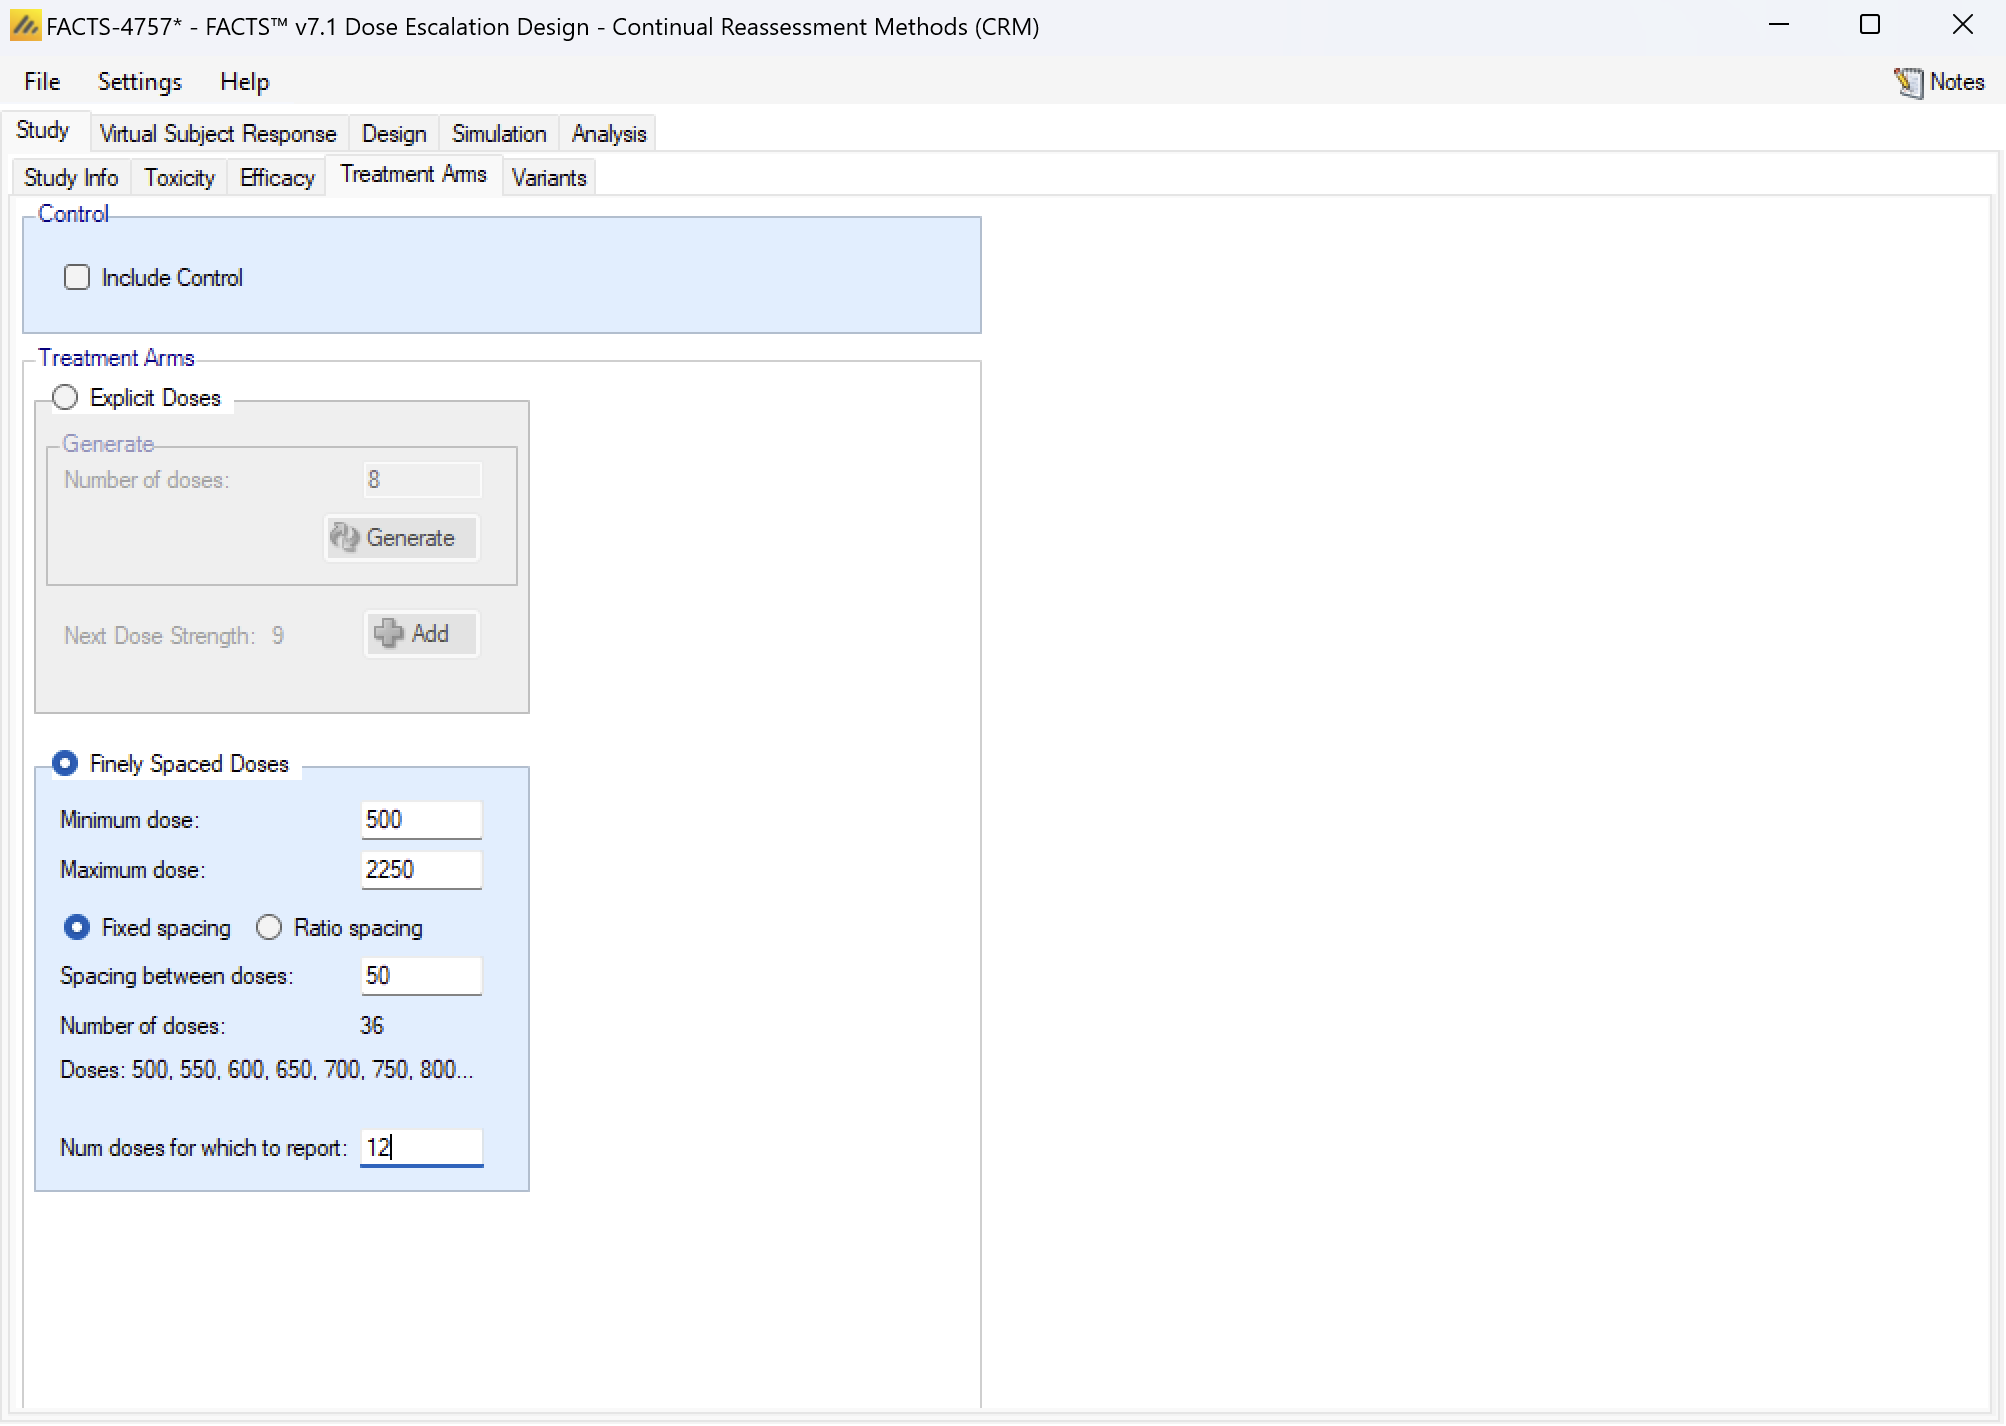 FACTS-4757* - FACTS™ v7.1 Dose Escalation Design - Continual Reassessment Methods (CRM)
File Settings Help Notes
Study Virtual Subject Response Design Simulation Analysis
Study Info Toxicity Efficacy Treatment Arms Variants
Control
Include Control
Treatment Arms
Explicit Doses
Generate
Number of doses: 8
Generate
Next Dose Strength: 9 Add
Finely Spaced Doses
Minimum dose: 500
Maximum dose: 2250
Fixed spacing Ratio spacing
Spacing between doses: 50
Number of doses: 36
Doses: 500, 550, 600, 650, 700, 750, 800...
Num doses for which to report: 12